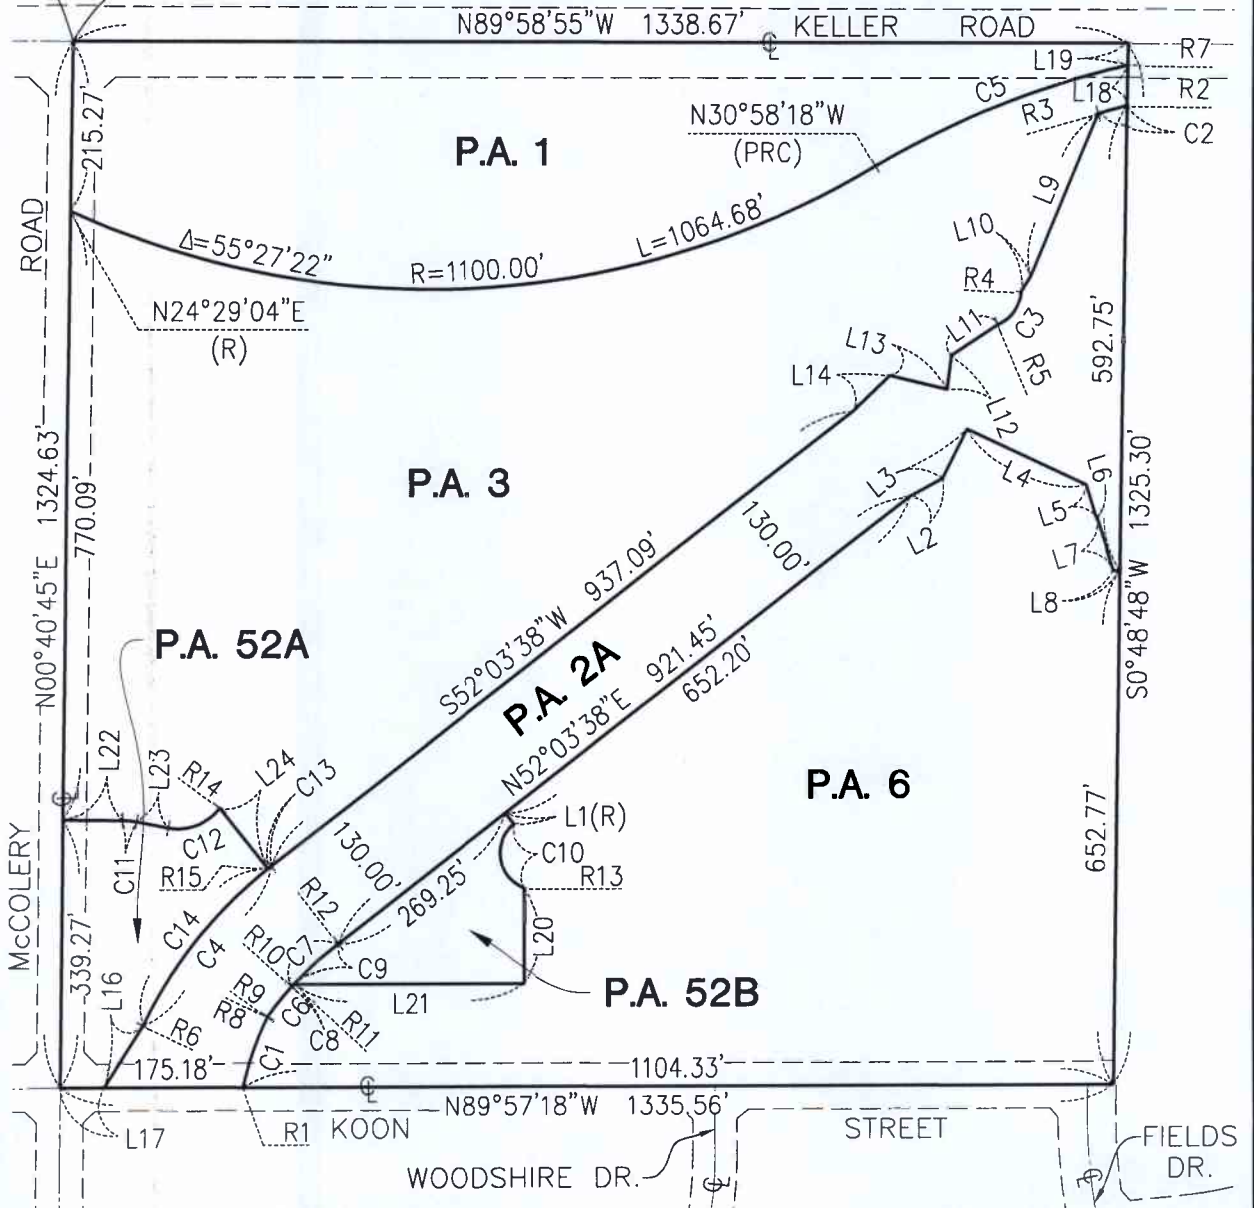 N89°58'55"W 1338.67' ℄ KELLER ROAD
L19
R7
C5
L18
R2
R3
C2
N30°58'18"W
(PRC)
215.27'
P.A. 1
ROAD
L9
Δ=55°27'22"
R=1100.00'
L=1064.68'
L10
R4
N24°29'04"E
(R)
L11
C3
R5
592.75'
L13
L14
L12
N00°40'45"E 1324.63'
770.09'
P.A. 3
L3
L4
L6
L5
L2
L7
L8
130.00'
S0°48'48"W 1325.30'
S52°03'38"W 937.09'
P.A. 52A
P.A. 2A
N52°03'38"E 921.45'
652.20'
L22
L23
R14
L24
C13
℄
P.A. 6
652.77'
L1(R)
C12
C11
R15
130.00'
C10
R13
McCOLERY
R12
269.25'
C14
C4
R10
C7
C9
L20
339.27'
L16
R9
R8
C6
L21
P.A. 52B
R6
C1
C8
R11
175.18'
1104.33'
℄
N89°57'18"W 1335.56'
L17
R1
KOON
STREET
WOODSHIRE DR.
℄
FIELDS
DR.
℄